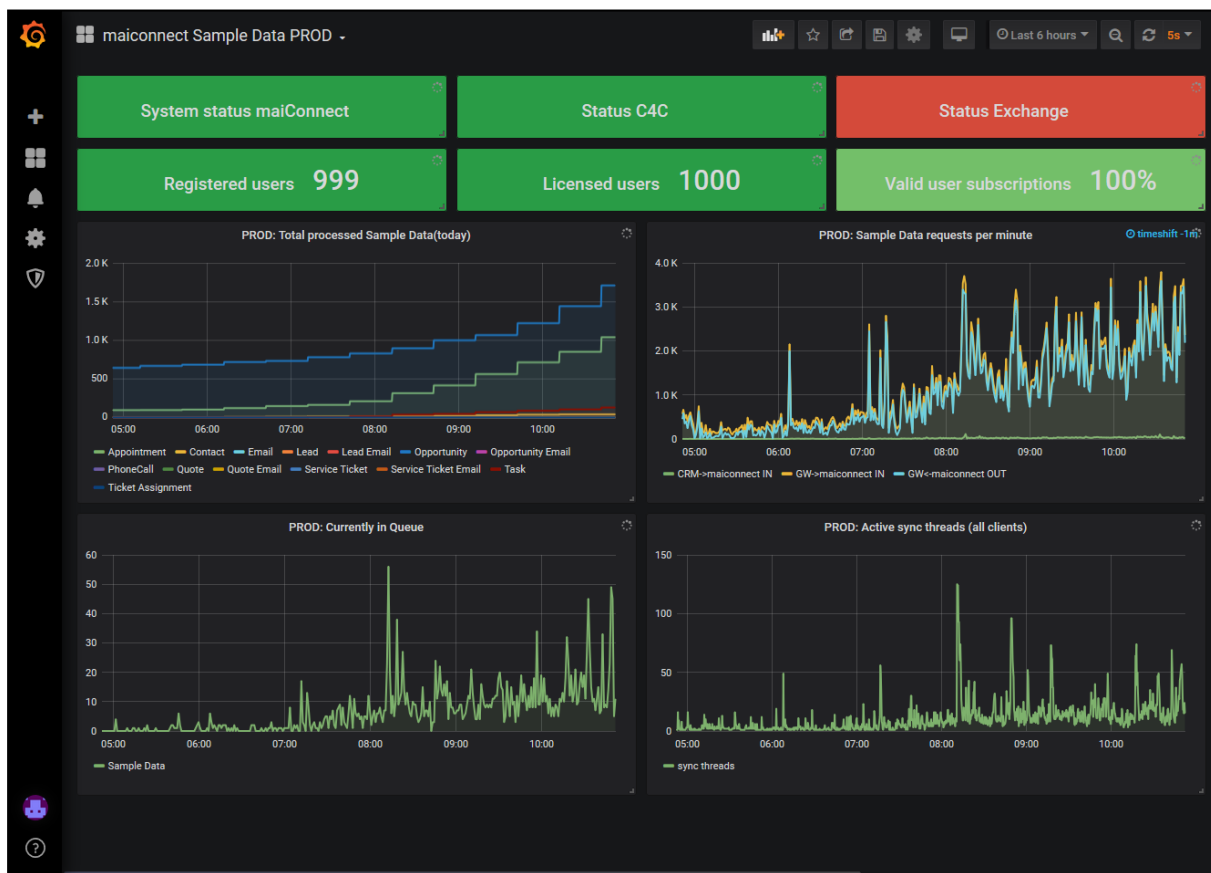 maiconnect Sample Data PROD
Last 6 hours
5s
System status maiConnect
Status C4C
Status Exchange
Registered users 999
Licensed users 1000
Valid user subscriptions 100%
PROD: Total processed Sample Data(today)
2.0 K
1.5 K
1.0 K
500
0
05:00 06:00 07:00 08:00 09:00 10:00
Appointment Contact Email Lead Lead Email Opportunity Opportunity Email
PhoneCall Quote Quote Email Service Ticket Service Ticket Email Task
Ticket Assignment
PROD: Sample Data requests per minute
timeshift -1m
4.0 K
3.0 K
2.0 K
1.0 K
0
05:00 06:00 07:00 08:00 09:00 10:00
CRM->maiconnect IN GW->maiconnect IN GW<-maiconnect OUT
PROD: Currently in Queue
60
50
40
30
20
10
0
05:00 06:00 07:00 08:00 09:00 10:00
Sample Data
PROD: Active sync threads (all clients)
150
100
50
0
05:00 06:00 07:00 08:00 09:00 10:00
sync threads